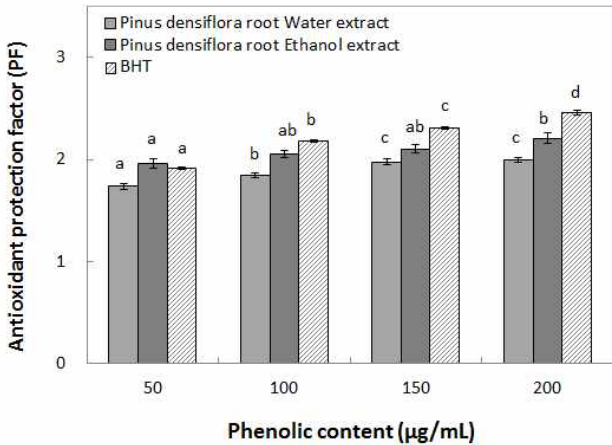 Pinus densiflora root Water extract
Pinus densiflora root Ethanol extract
BHT
Antioxidant protection factor (PF)
3
2
1
0
a a a
b ab b
c ab c
c b d
50 100 150 200
Phenolic content (µg/mL)